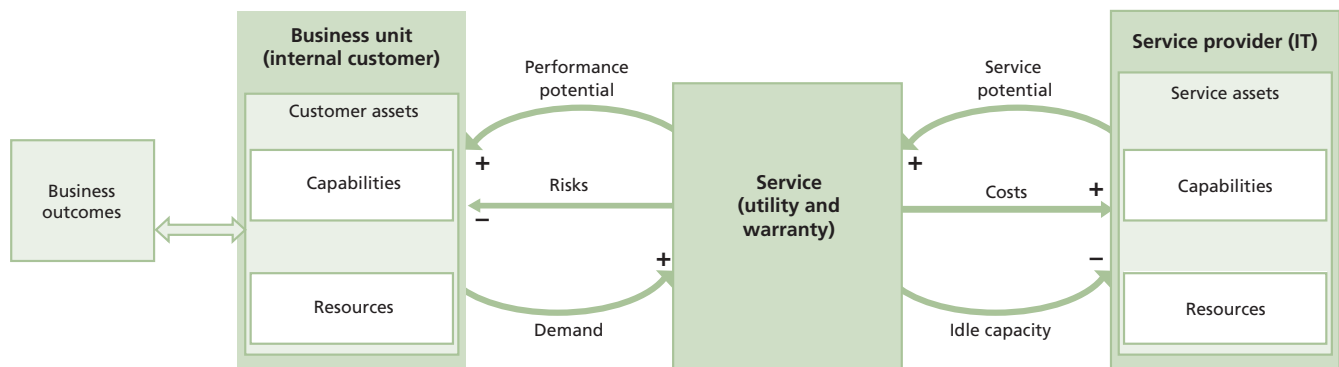 Business
outcomes
Business unit
(internal customer)
Customer assets
Capabilities
Resources
Performance
potential
+
Risks
–
+
Demand
Service
(utility and
warranty)
Service
potential
+
Costs
+
–
Idle capacity
Service provider (IT)
Service assets
Capabilities
Resources